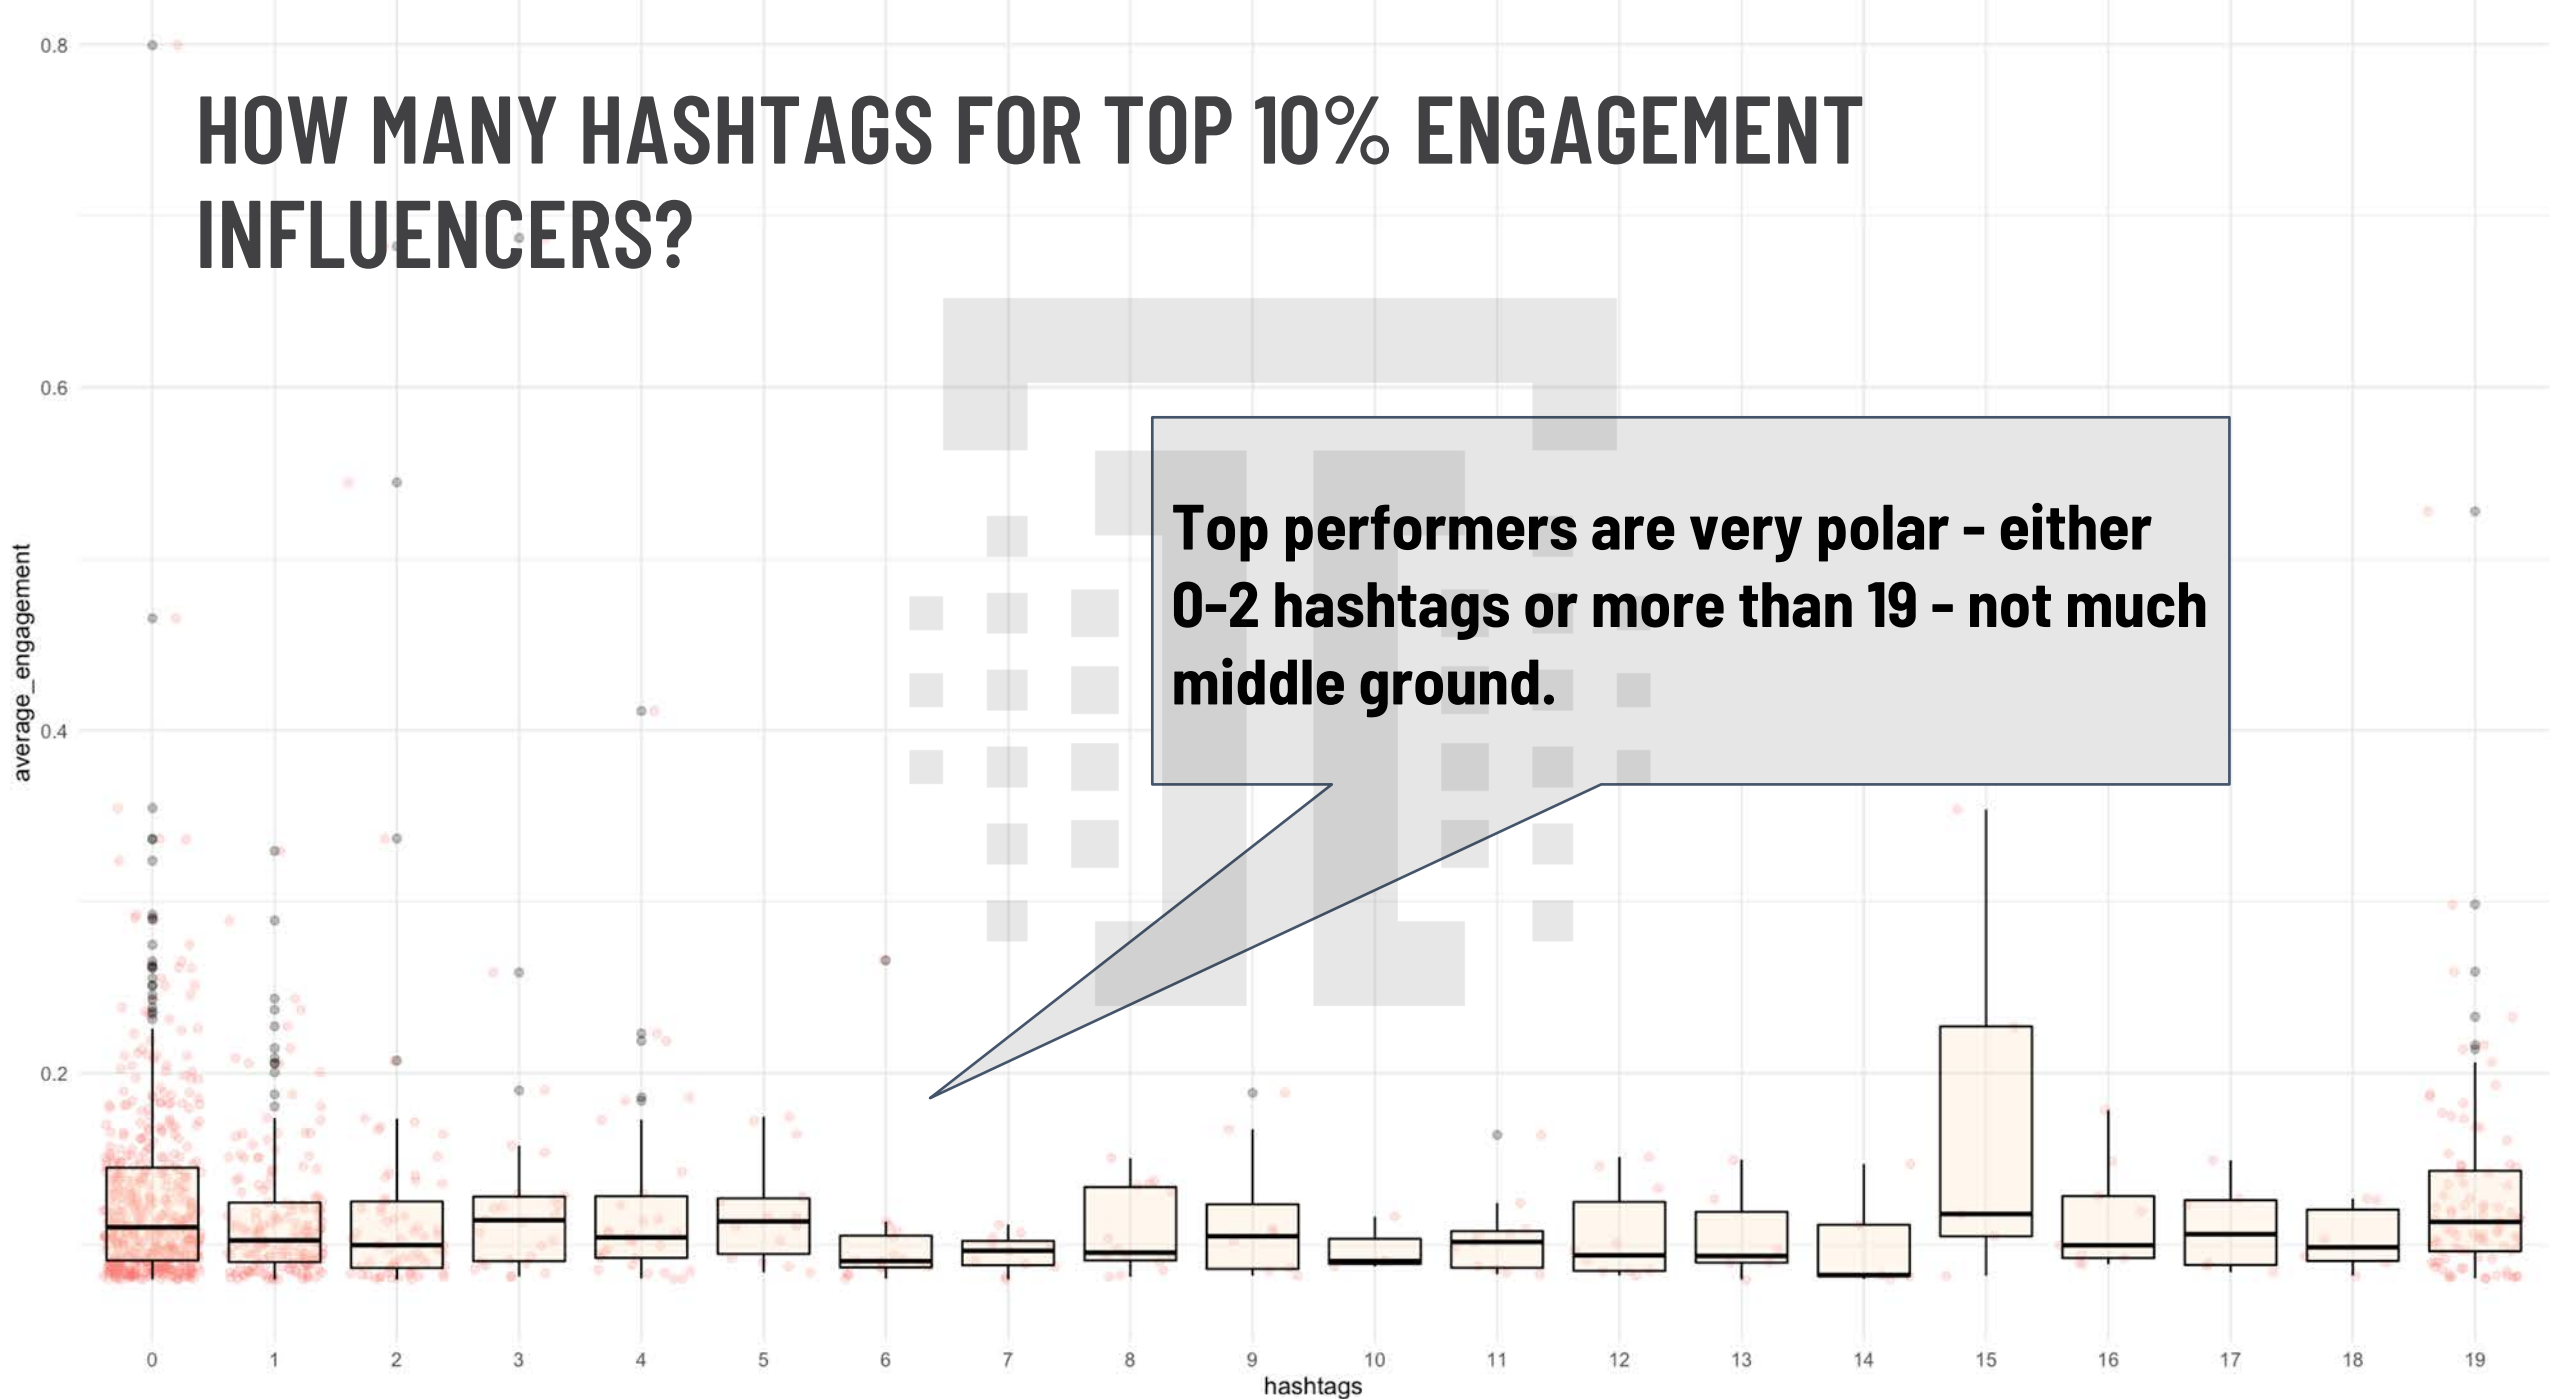 HOW MANY HASHTAGS FOR TOP 10% ENGAGEMENT
INFLUENCERS?
Top performers are very polar - either
0-2 hashtags or more than 19 - not much
middle ground.
average_engagement
0.8
0.6
0.4
0.2
0 1 2 3 4 5 6 7 8 9 10 11 12 13 14 15 16 17 18 19
hashtags